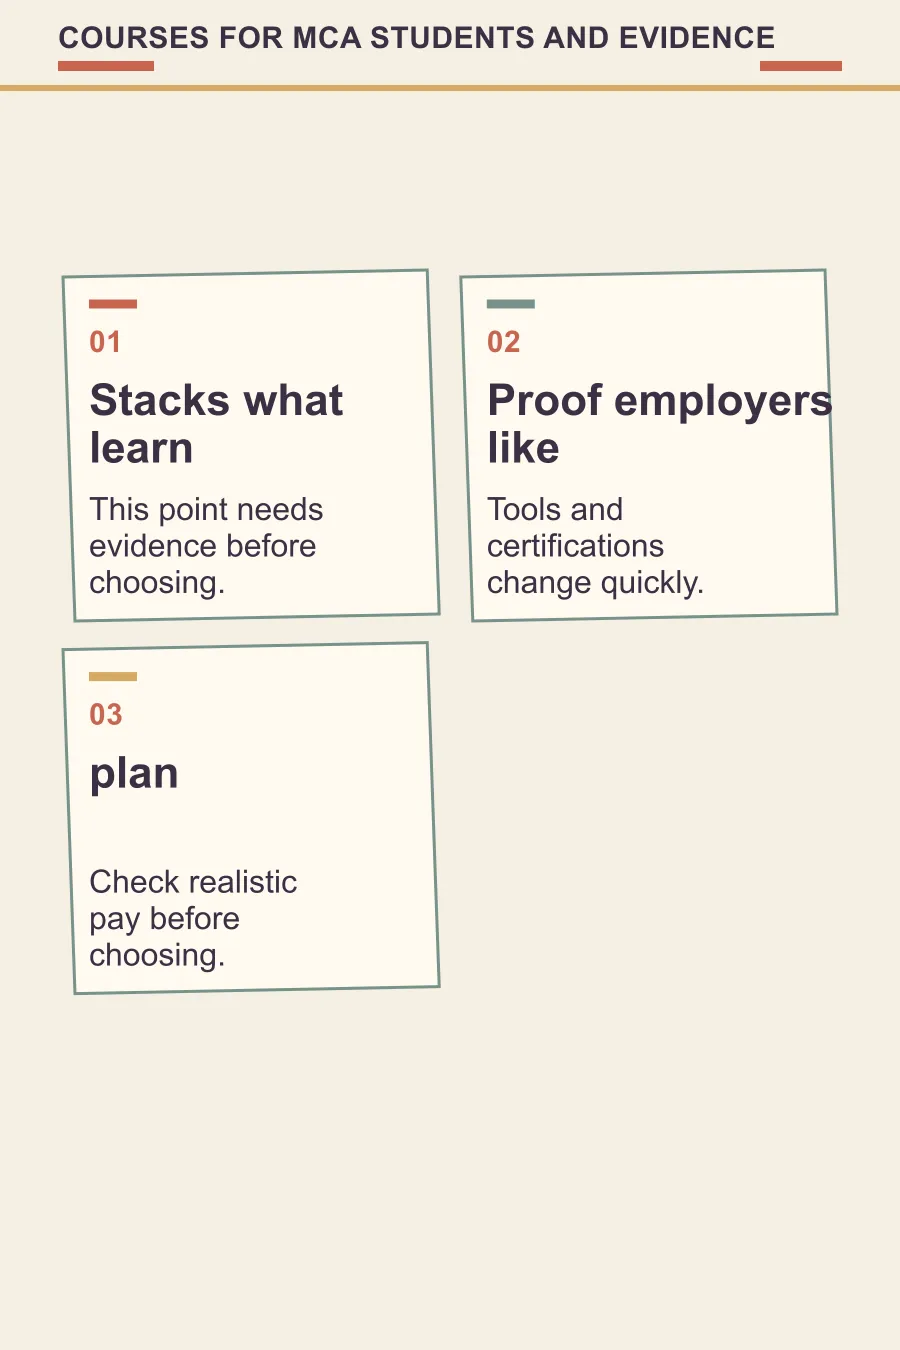 COURSES FOR MCA STUDENTS AND EVIDENCE
01
Stacks what
learn
This point needs
evidence before
choosing.
02
Proof employers
like
Tools and
certifications
change quickly.
03
plan
Check realistic
pay before
choosing.